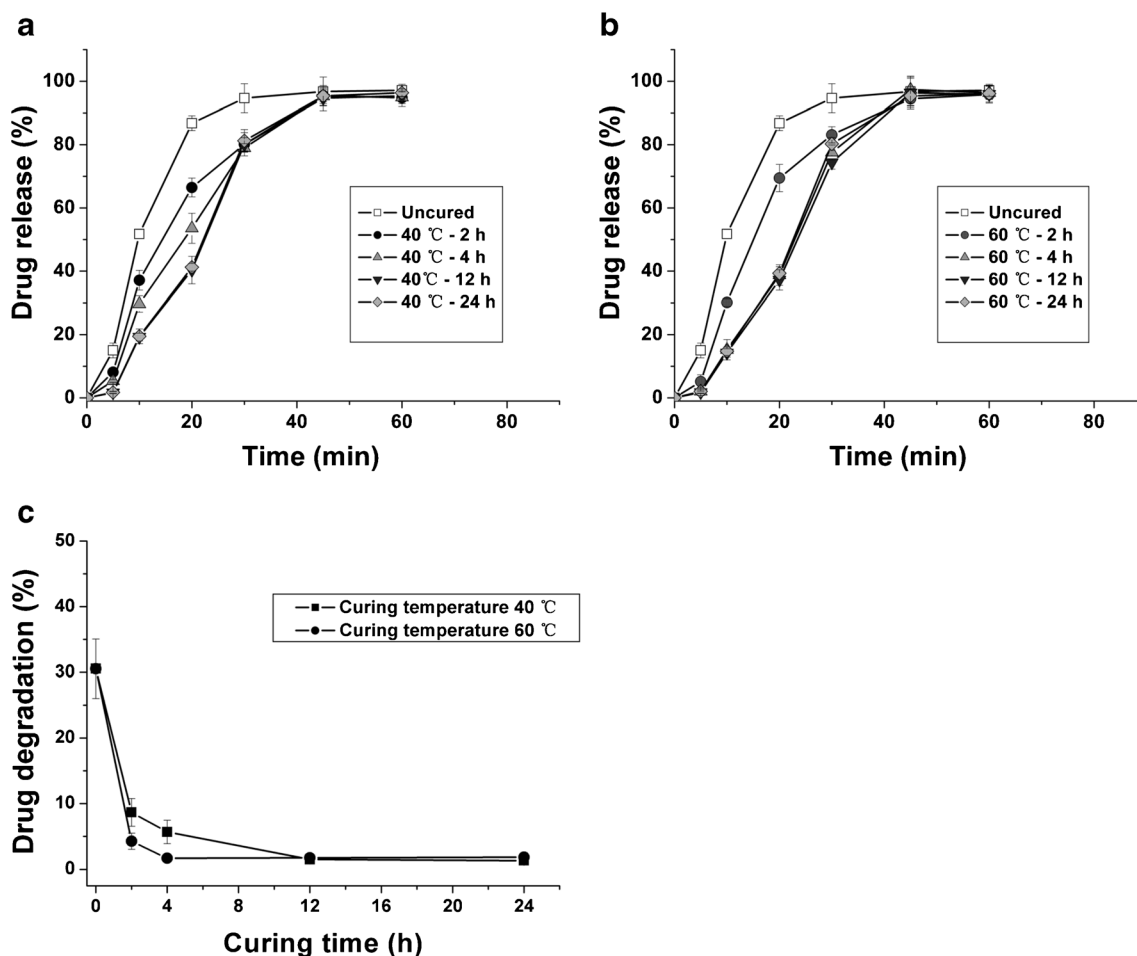 a
100
80
60
40
20
0
Drug release (%)
Uncured
40 ℃ - 2 h
40 ℃ - 4 h
40℃ - 12 h
40 ℃ - 24 h
0 20 40 60 80
Time (min)
b
100
80
60
40
20
0
Drug release (%)
Uncured
60 ℃ - 2 h
60 ℃ - 4 h
60 ℃ - 12 h
60 ℃ - 24 h
0 20 40 60 80
Time (min)
c
50
40
30
20
10
0
Drug degradation (%)
Curing temperature 40 ℃
Curing temperature 60 ℃
0 4 8 12 16 20 24
Curing time (h)